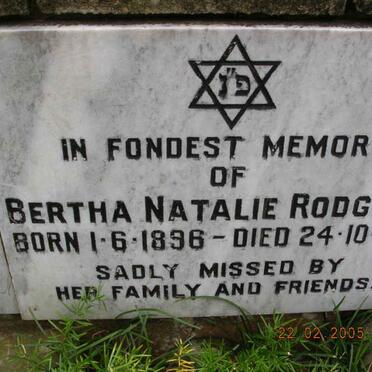 פ"נ
IN FONDEST MEMOR
OF
BERTHA NATALIE RODG
BORN 1·6·1896 – DIED 24·10
SADLY MISSED BY
HER FAMILY AND FRIENDS.
22 02 2005